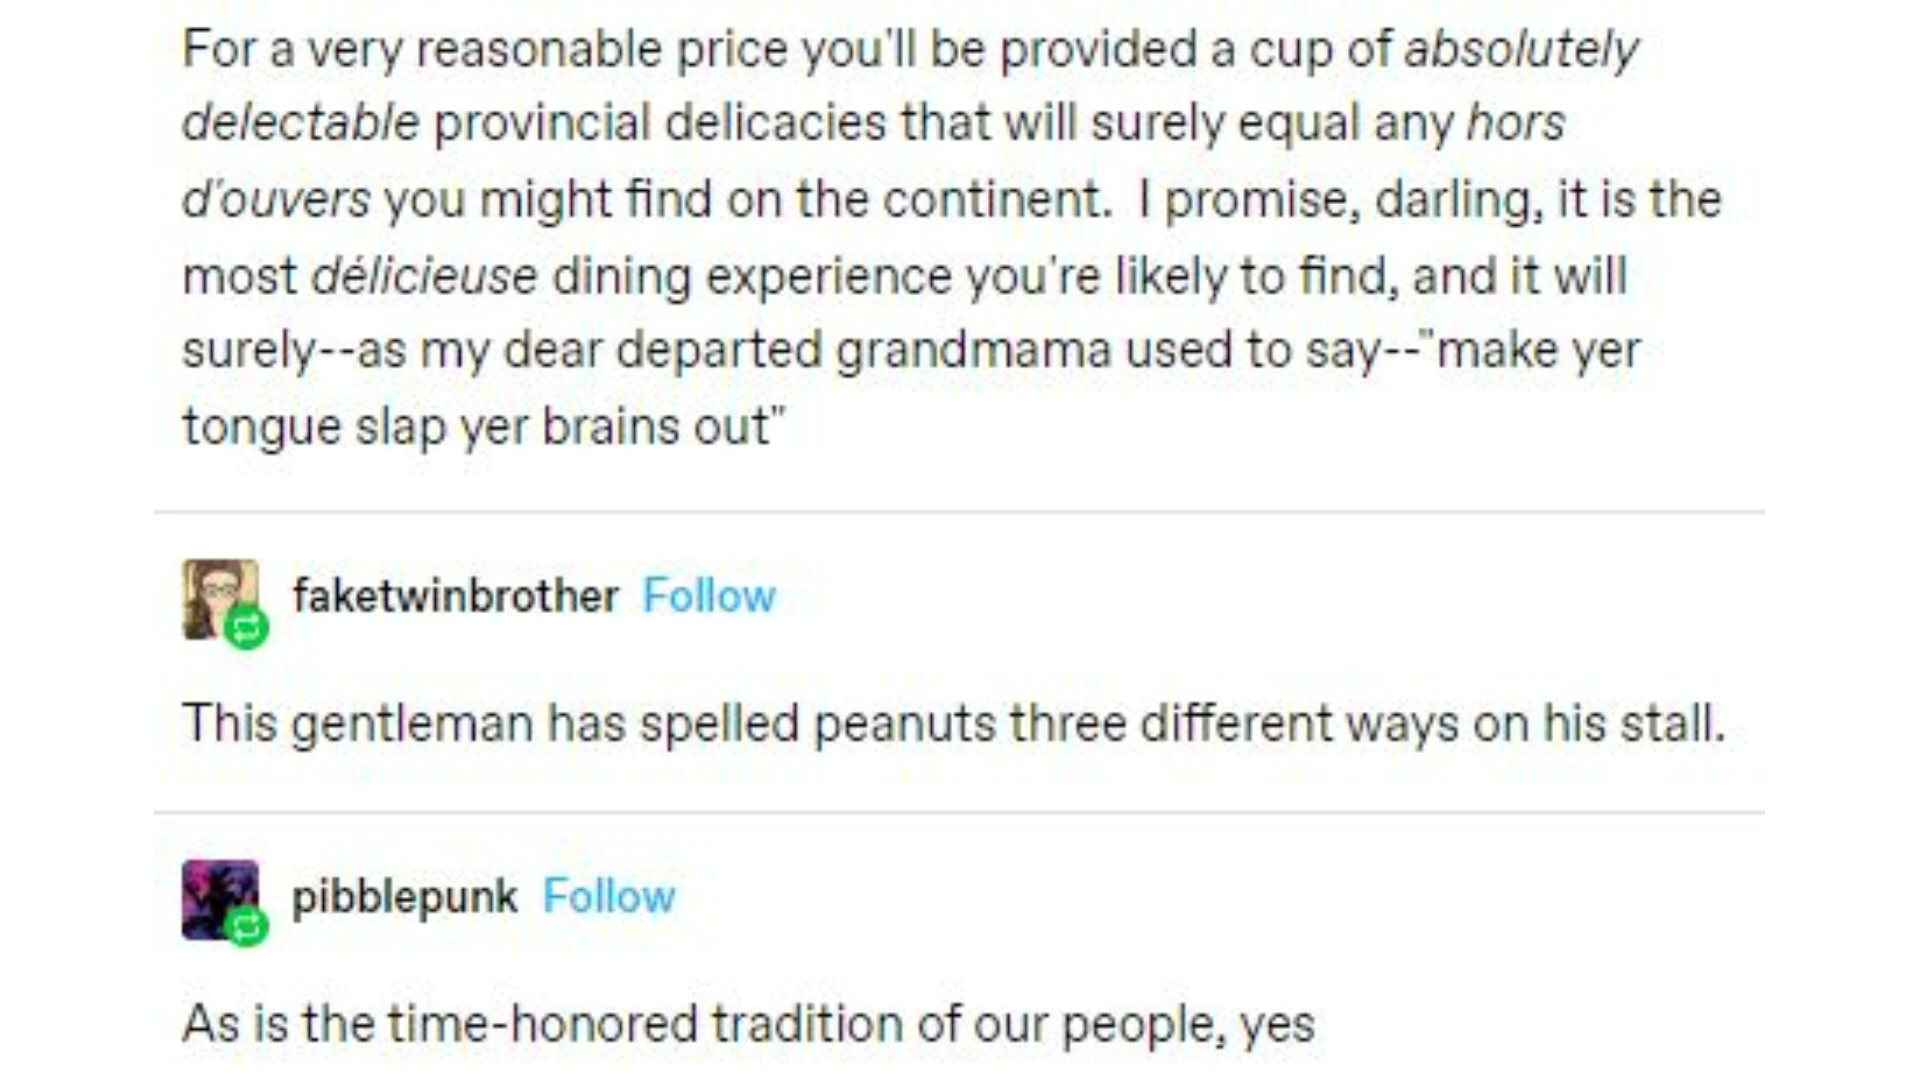 For a very reasonable price you'll be provided a cup of absolutely
delectable provincial delicacies that will surely equal any hors
d'ouvers you might find on the continent.  I promise, darling, it is the
most délicieuse dining experience you're likely to find, and it will
surely--as my dear departed grandmama used to say--"make yer
tongue slap yer brains out"
faketwinbrother Follow
This gentleman has spelled peanuts three different ways on his stall.
pibblepunk Follow
As is the time-honored tradition of our people, yes